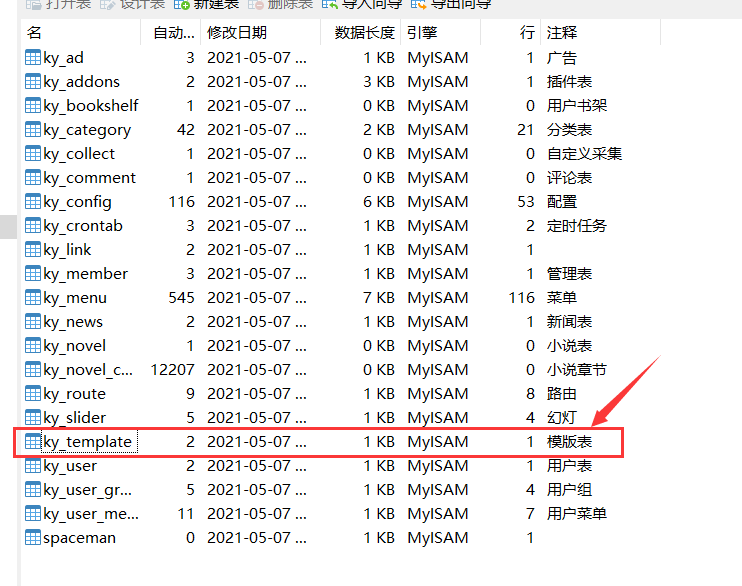 打开表 设计表 新建表 删除表 导入向导 导出向导
名 自动... 修改日期 数据长度 引擎 行 注释
ky_ad 3 2021-05-07 ... 1 KB MyISAM 1 广告
ky_addons 2 2021-05-07 ... 3 KB MyISAM 1 插件表
ky_bookshelf 1 2021-05-07 ... 0 KB MyISAM 0 用户书架
ky_category 42 2021-05-07 ... 2 KB MyISAM 21 分类表
ky_collect 1 2021-05-07 ... 0 KB MyISAM 0 自定义采集
ky_comment 1 2021-05-07 ... 0 KB MyISAM 0 评论表
ky_config 116 2021-05-07 ... 6 KB MyISAM 53 配置
ky_crontab 3 2021-05-07 ... 1 KB MyISAM 2 定时任务
ky_link 2 2021-05-07 ... 1 KB MyISAM 1
ky_member 3 2021-05-07 ... 1 KB MyISAM 1 管理表
ky_menu 545 2021-05-07 ... 7 KB MyISAM 116 菜单
ky_news 2 2021-05-07 ... 1 KB MyISAM 1 新闻表
ky_novel 1 2021-05-07 ... 0 KB MyISAM 0 小说表
ky_novel_c... 12207 2021-05-07 ... 0 KB MyISAM 0 小说章节
ky_route 9 2021-05-07 ... 1 KB MyISAM 8 路由
ky_slider 5 2021-05-07 ... 1 KB MyISAM 4 幻灯
ky_template 2 2021-05-07 ... 1 KB MyISAM 1 模版表
ky_user 2 2021-05-07 ... 1 KB MyISAM 1 用户表
ky_user_gr... 5 2021-05-07 ... 1 KB MyISAM 4 用户组
ky_user_me... 11 2021-05-07 ... 1 KB MyISAM 7 用户菜单
spaceman 0 2021-05-07 ... 1 KB MyISAM 1